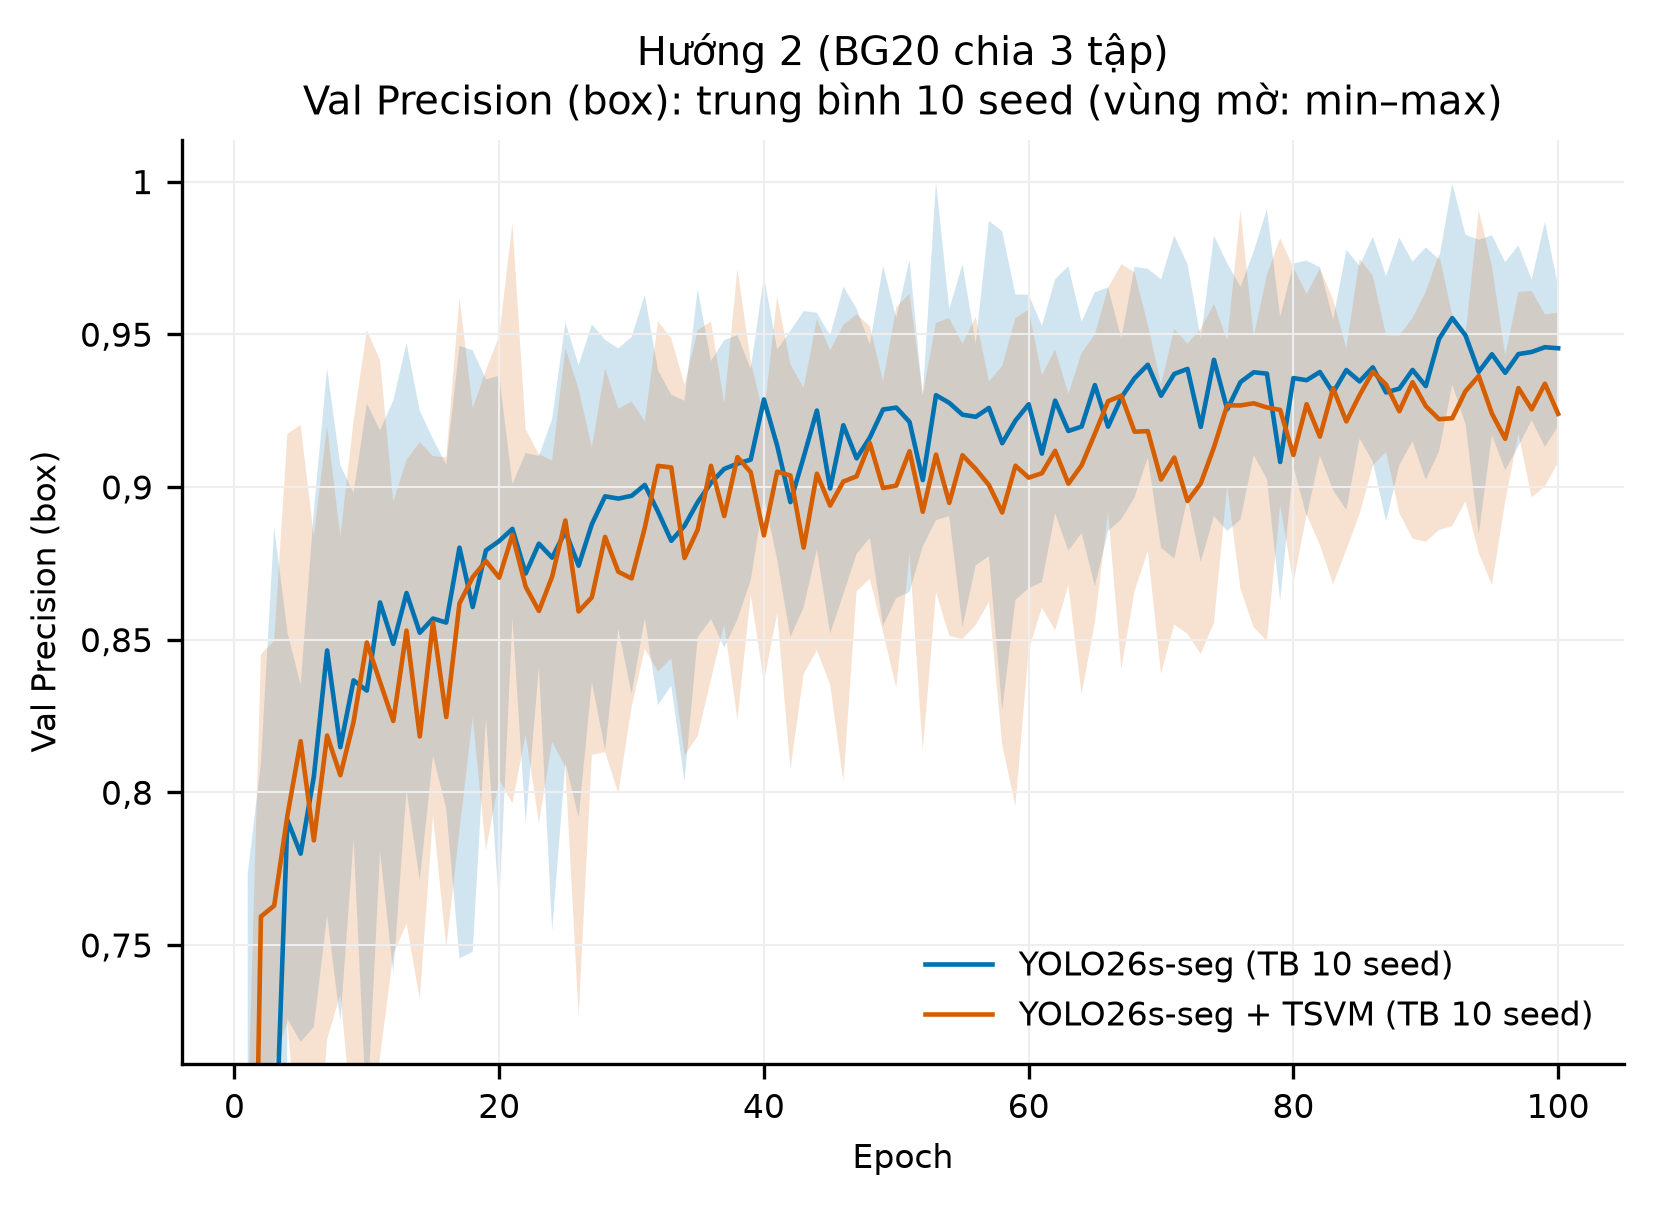 Hướng 2 (BG20 chia 3 tập)
Val Precision (box): trung bình 10 seed (vùng mờ: min–max)
Val Precision (box)
1
0,95
0,9
0,85
0,8
0,75
YOLO26s-seg (TB 10 seed)
YOLO26s-seg + TSVM (TB 10 seed)
0
20
40
60
80
100
Epoch